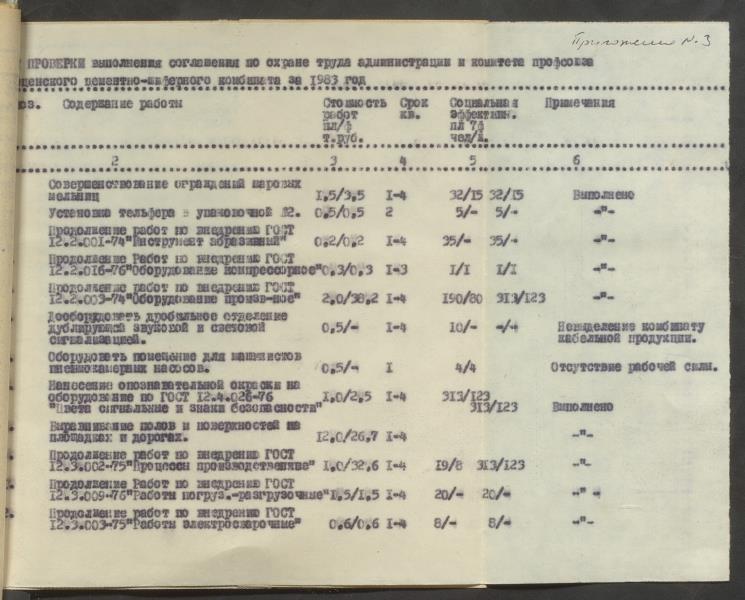 Приложение N.3
ПРОВЕРКИ выполнения соглашения по охране труда администрации и комитета профсоюза
цементно-шиферного комбината за 1983 год
оз. Содержание работы Стоимость Срок Социальная Примечания
работ кв. эффективн.
пл/ф пл 7ф
т.руб. чел/ж.
2 3 4 5 6
Совершенствование ограждений шаровых
мельниц 1,5/3,5 I-4 32/15 32/15 Выполнено
Установка тельфера в упаковочной №2. 0,5/0,5 2 5/- 5/- -"-
Продолжение работ по внедрению ГОСТ
12.2.001-74"Инструмент абразивный" 0,2/0,2 I-4 35/- 35/- -"-
Продолжение Работ по внедрению ГОСТ
12.2.016-76"Оборудование компрессорное"0,3/0,3 I-3 I/I I/I -"-
Продолжение работ по внедрению ГОСТ
12.2.003-74"Оборудование произв-ное" 2,0/38,2 I-4 190/80 313/123 -"-
Дооборудовать дробильное отделение
дублирующей звуковой и световой 0,5/- I-4 10/- -/- Невыделение комбинату
сигнализацией. кабельной продукции.
Оборудовать помещение для машинистов
пневмокамерных насосов. 0,5/- I 4/4 Отсутствие рабочей силы.
Нанесение опознавательной окраски на
оборудование по ГОСТ 12.4.026-76 1,0/2,5 I-4 313/123
"Цвета сигнальные и знаки безопасности" 313/123 Выполнено
Выравнивание полов и поверхностей на
площадках и дорогах. 12,0/26,7 I-4 -"-
Продолжение работ по внедрению ГОСТ
12.3.002-75"Процессы производственные" 1,0/32,6 I-4 19/8 313/123 -"-
Продолжение Работ по внедрению ГОСТ
12.3.009-76"Работы погруз.-разгрузочные"1,5/1,5 I-4 20/- 20/- -"-
Продолжение работ по внедрению ГОСТ
12.3.003-75"Работы электросварочные" 0,6/0,6 I-4 8/- 8/- -"-